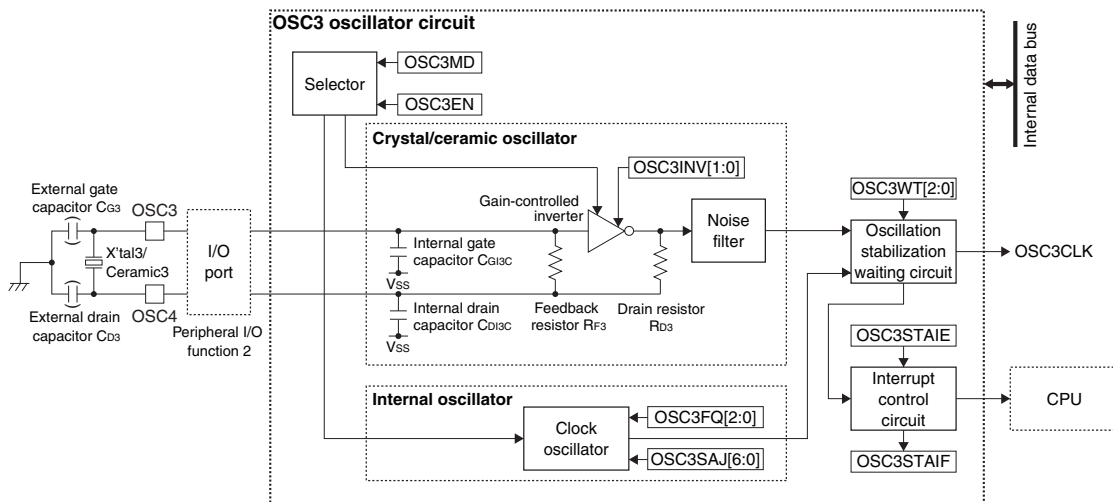 OSC3 oscillator circuit
Selector
OSC3MD
OSC3EN
Internal data bus
Crystal/ceramic oscillator
OSC3INV[1:0]
Gain-controlled
inverter
Noise
filter
OSC3WT[2:0]
Oscillation
stabilization
waiting circuit
OSC3CLK
External gate
capacitor CG3
OSC3
X'tal3/
Ceramic3
I/O
port
Internal gate
capacitor CGI3C
VSS
External drain
capacitor CD3
OSC4
Peripheral I/O
function 2
Internal drain
capacitor CDI3C
VSS
Feedback
resistor RF3
Drain resistor
RD3
OSC3STAIE
Interrupt
control
circuit
CPU
OSC3STAIF
Internal oscillator
Clock
oscillator
OSC3FQ[2:0]
OSC3SAJ[6:0]